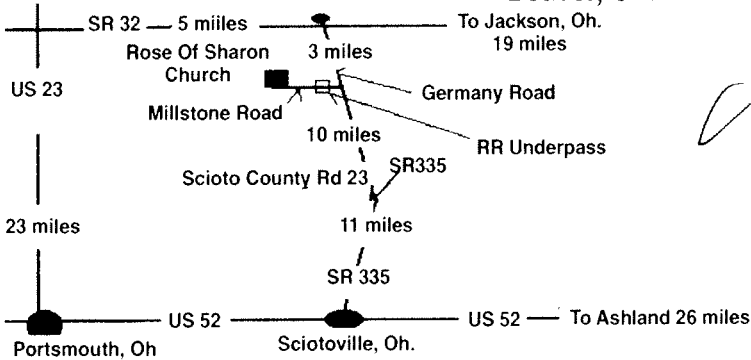 SR 32 5 miiles
To Jackson, Oh.
19 miles
3 miles
Rose Of Sharon
Church
US 23
Germany Road
Millstone Road
10 miles
RR Underpass
SR335
Scioto County Rd 23
23 miles
11 miles
SR 335
US 52
US 52
To Ashland 26 miles
Portsmouth, Oh
Sciotoville, Oh.